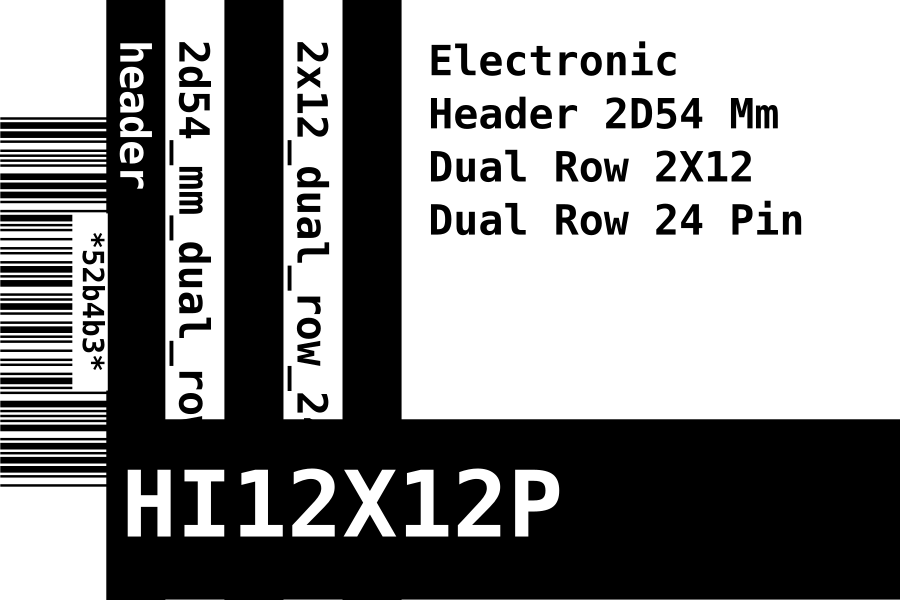 *52b4b3*
header
2d54_mm_dual_ro
2x12_dual_row_2
Electronic
Header 2D54 Mm
Dual Row 2X12
Dual Row 24 Pin
HI12X12P